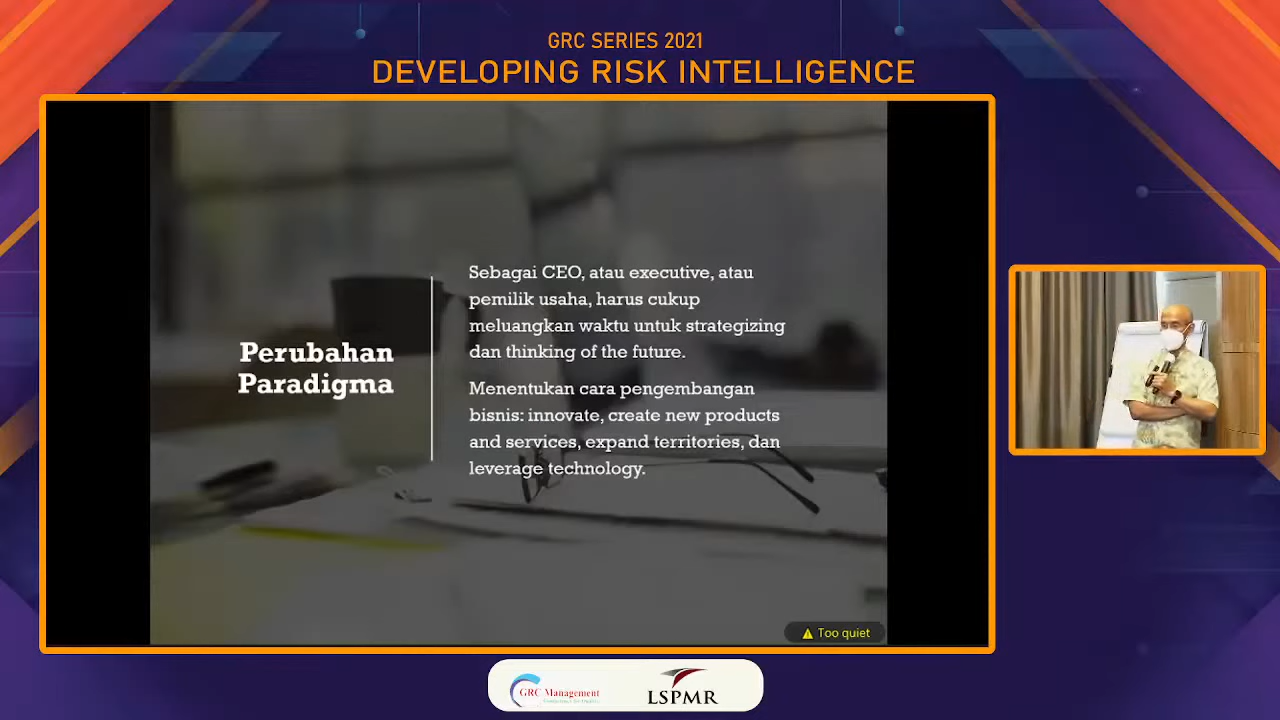 GRC SERIES 2021
DEVELOPING RISK INTELLIGENCE
Perubahan
Paradigma
Sebagai CEO, atau executive, atau
pemilik usaha, harus cukup
meluangkan waktu untuk strategizing
dan thinking of the future.
Menentukan cara pengembangan
bisnis: innovate, create new products
and services, expand territories, dan
leverage technology.
Too quiet
GRC Management
LSPMR